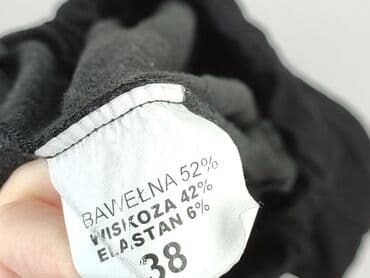 BAWEŁNA 52%
WISKOZA 42%
ELASTAN 6%
38